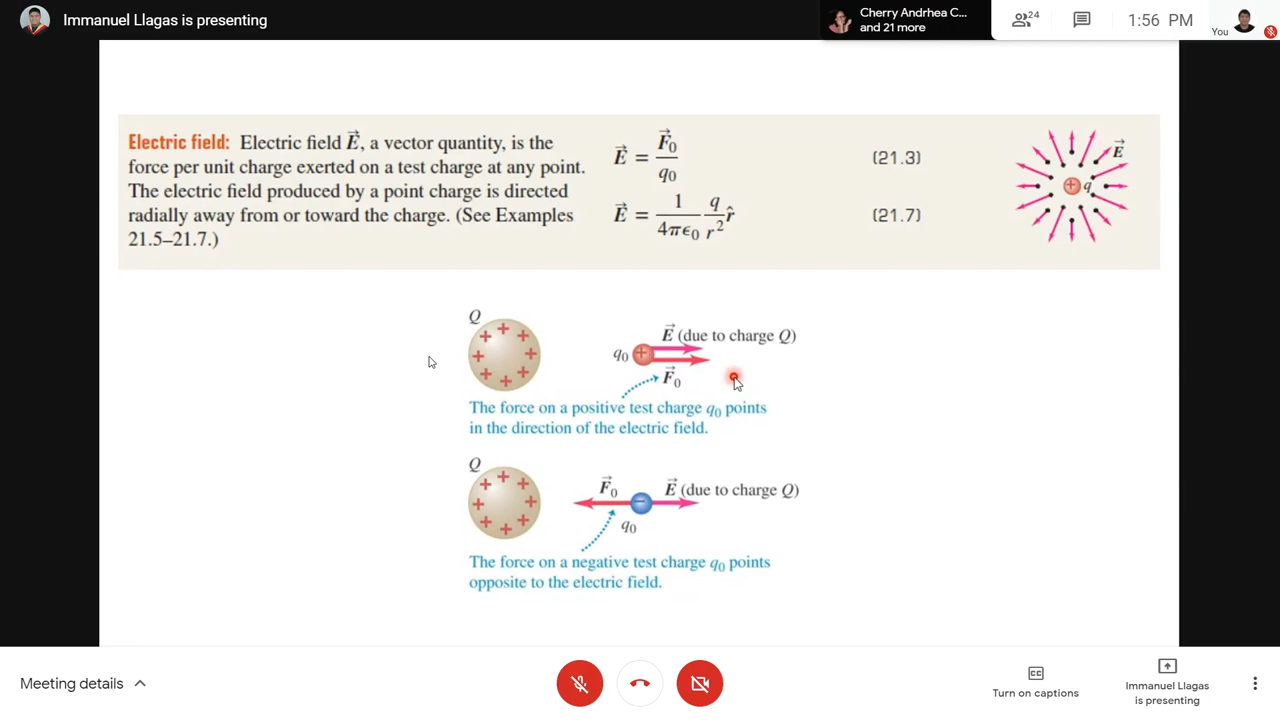 Immanuel Llagas is presenting
Cherry Andrhea C...
and 21 more
24
1:56 PM
You
Electric field: Electric field E⃗, a vector quantity, is the
force per unit charge exerted on a test charge at any point.
The electric field produced by a point charge is directed
radially away from or toward the charge. (See Examples
21.5–21.7.)
E⃗ = F⃗₀/q₀ (21.3)
E⃗ = 1/4πϵ₀ q/r² r̂ (21.7)
E⃗
q
Q
E⃗ (due to charge Q)
q₀
F⃗₀
The force on a positive test charge q₀ points
in the direction of the electric field.
Q
F⃗₀
E⃗ (due to charge Q)
q₀
The force on a negative test charge q₀ points
opposite to the electric field.
Meeting details
CC
Turn on captions
Immanuel Llagas
is presenting